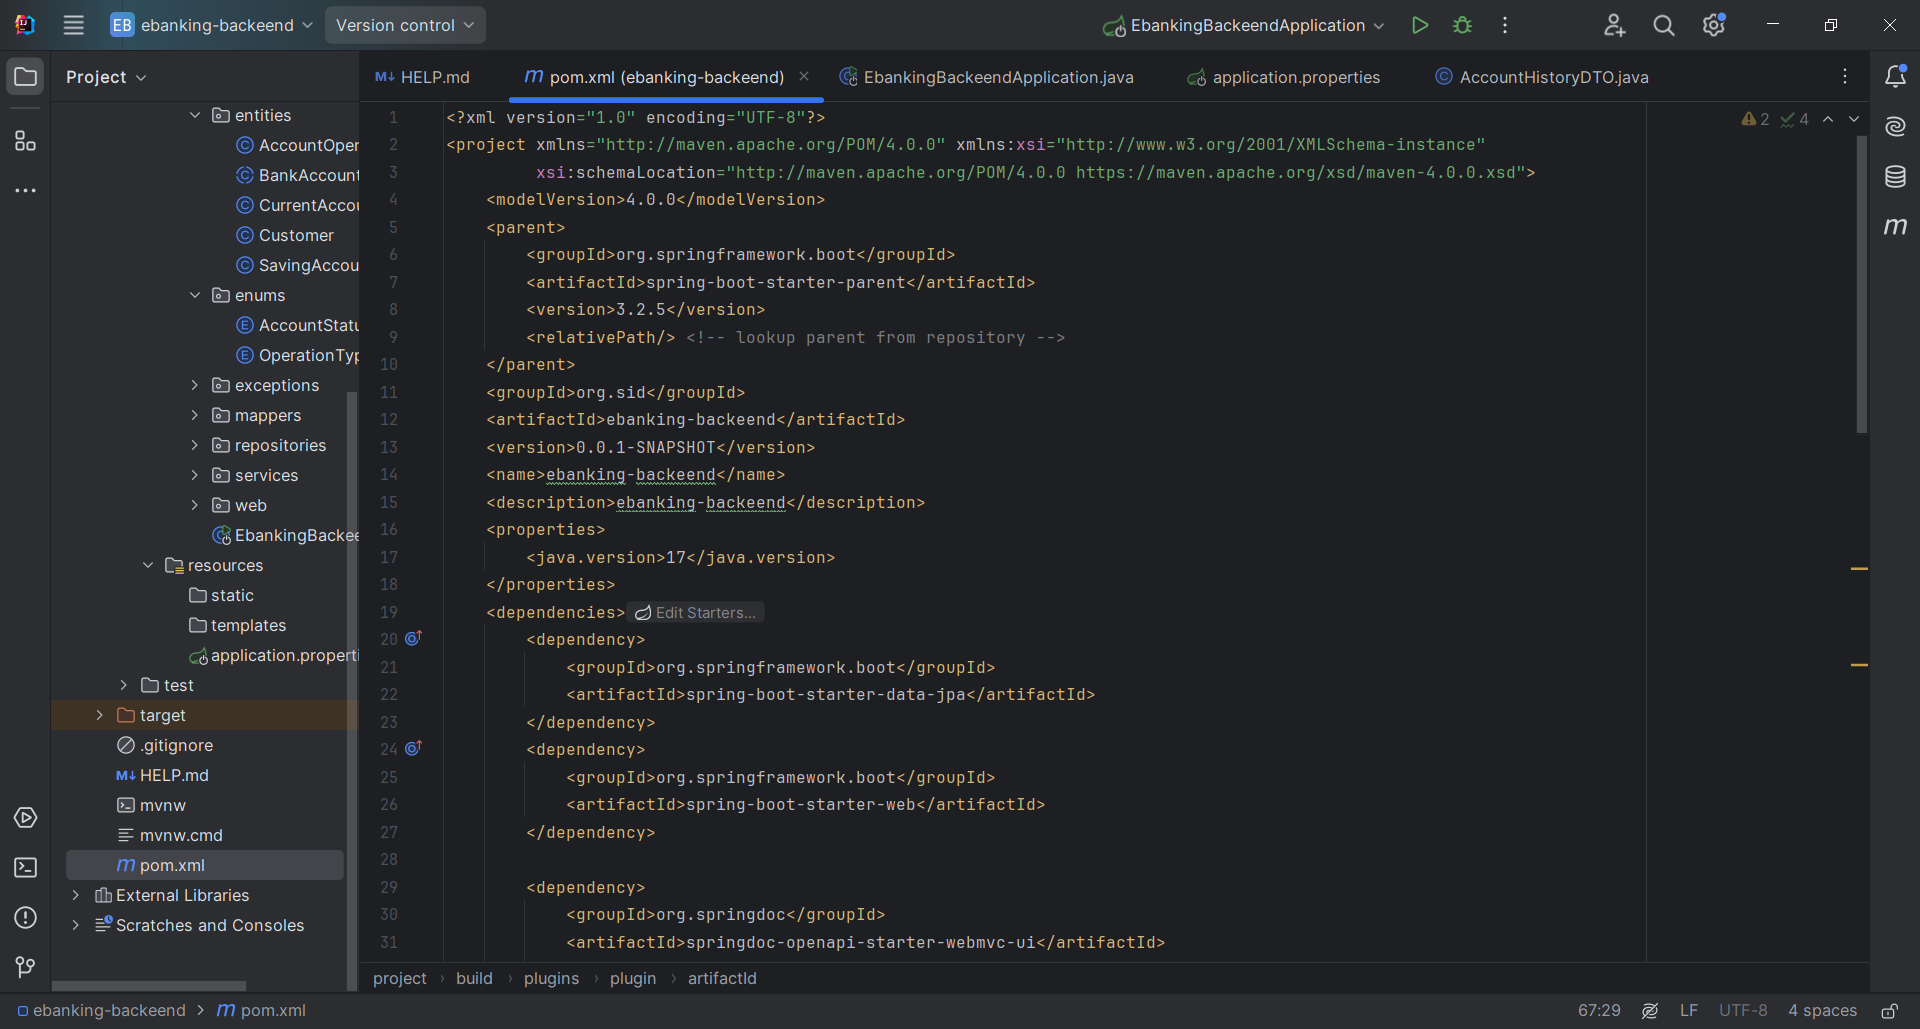 EB ebanking-backeend
Version control
EbankingBackeendApplication
Project
HELP.md
pom.xml (ebanking-backeend)
EbankingBackeendApplication.java
application.properties
AccountHistoryDTO.java
entities
AccountOper
BankAccount
CurrentAccou
Customer
SavingAccou
enums
AccountStatu
OperationTyp
exceptions
mappers
repositories
services
web
EbankingBackee
resources
static
templates
application.properti
test
target
.gitignore
HELP.md
mvnw
mvnw.cmd
pom.xml
External Libraries
Scratches and Consoles
2 4
1 <?xml version="1.0" encoding="UTF-8"?>
2 <project xmlns="http://maven.apache.org/POM/4.0.0" xmlns:xsi="http://www.w3.org/2001/XMLSchema-instance"
3 xsi:schemaLocation="http://maven.apache.org/POM/4.0.0 https://maven.apache.org/xsd/maven-4.0.0.xsd">
4 <modelVersion>4.0.0</modelVersion>
5 <parent>
6 <groupId>org.springframework.boot</groupId>
7 <artifactId>spring-boot-starter-parent</artifactId>
8 <version>3.2.5</version>
9 <relativePath/> <!-- lookup parent from repository -->
10 </parent>
11 <groupId>org.sid</groupId>
12 <artifactId>ebanking-backeend</artifactId>
13 <version>0.0.1-SNAPSHOT</version>
14 <name>ebanking-backeend</name>
15 <description>ebanking-backeend</description>
16 <properties>
17 <java.version>17</java.version>
18 </properties>
19 <dependencies> Edit Starters...
20 <dependency>
21 <groupId>org.springframework.boot</groupId>
22 <artifactId>spring-boot-starter-data-jpa</artifactId>
23 </dependency>
24 <dependency>
25 <groupId>org.springframework.boot</groupId>
26 <artifactId>spring-boot-starter-web</artifactId>
27 </dependency>
28
29 <dependency>
30 <groupId>org.springdoc</groupId>
31 <artifactId>springdoc-openapi-starter-webmvc-ui</artifactId>
project › build › plugins › plugin › artifactId
ebanking-backeend > pom.xml
67:29 LF UTF-8 4 spaces